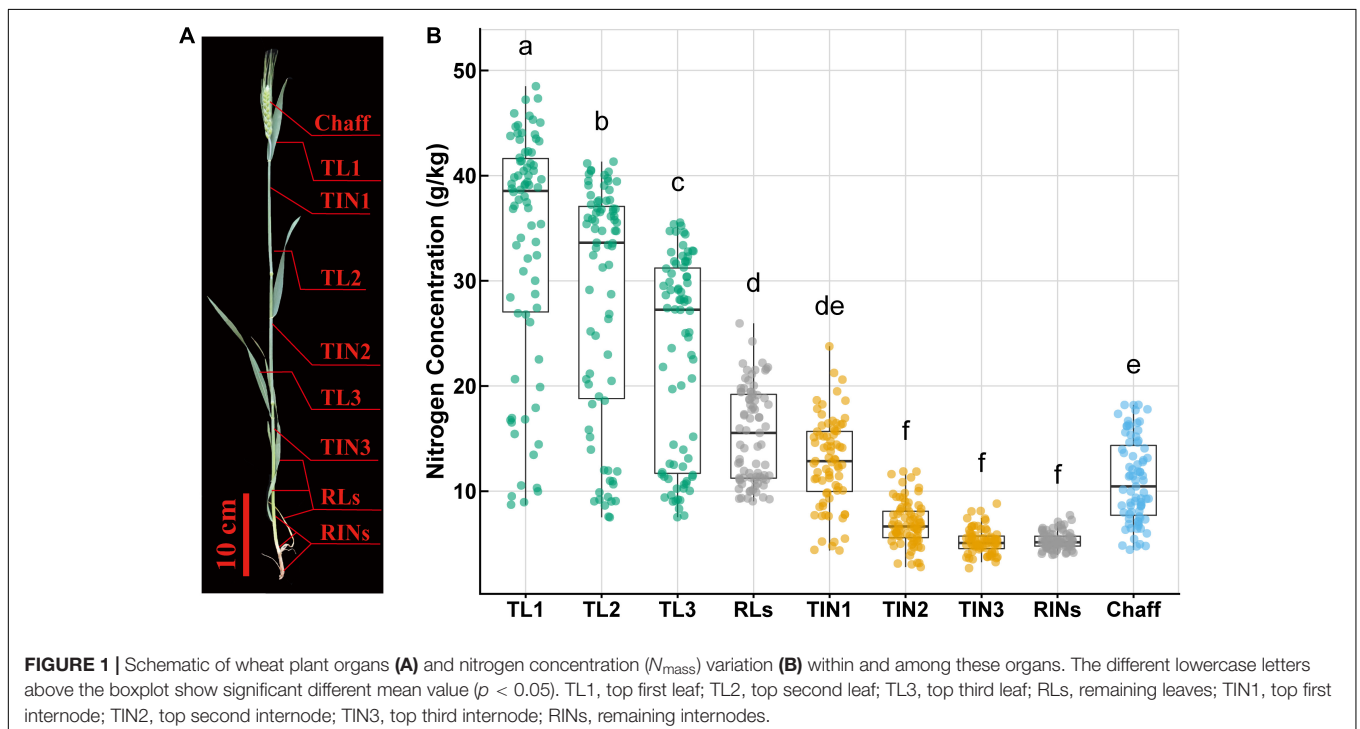 A
Chaff
TL1
TIN1
TL2
TIN2
TL3
TIN3
RLs
RINs
10 cm
B
Nitrogen Concentration (g/kg)
50
40
30
20
10
a
b
c
d
de
f
f
f
e
TL1 TL2 TL3 RLs TIN1 TIN2 TIN3 RINs Chaff
FIGURE 1 | Schematic of wheat plant organs (A) and nitrogen concentration (Nmass) variation (B) within and among these organs. The different lowercase letters
above the boxplot show significant different mean value (p < 0.05). TL1, top first leaf; TL2, top second leaf; TL3, top third leaf; RLs, remaining leaves; TIN1, top first
internode; TIN2, top second internode; TIN3, top third internode; RINs, remaining internodes.